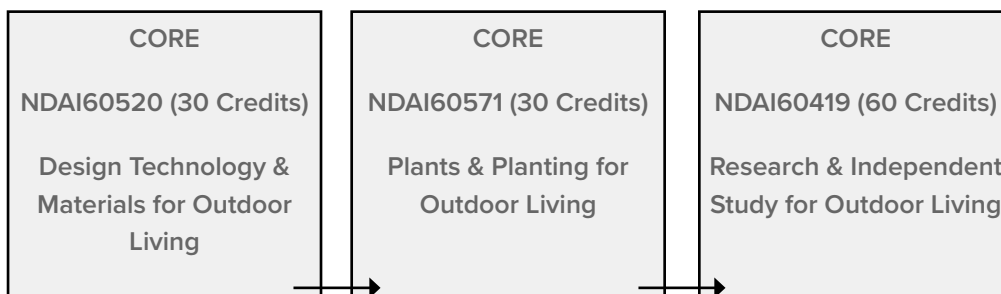 CORE
NDAI60520 (30 Credits)
Design Technology &
Materials for Outdoor
Living
CORE
NDAI60571 (30 Credits)
Plants & Planting for
Outdoor Living
CORE
NDAI60419 (60 Credits)
Research & Independent
Study for Outdoor Living